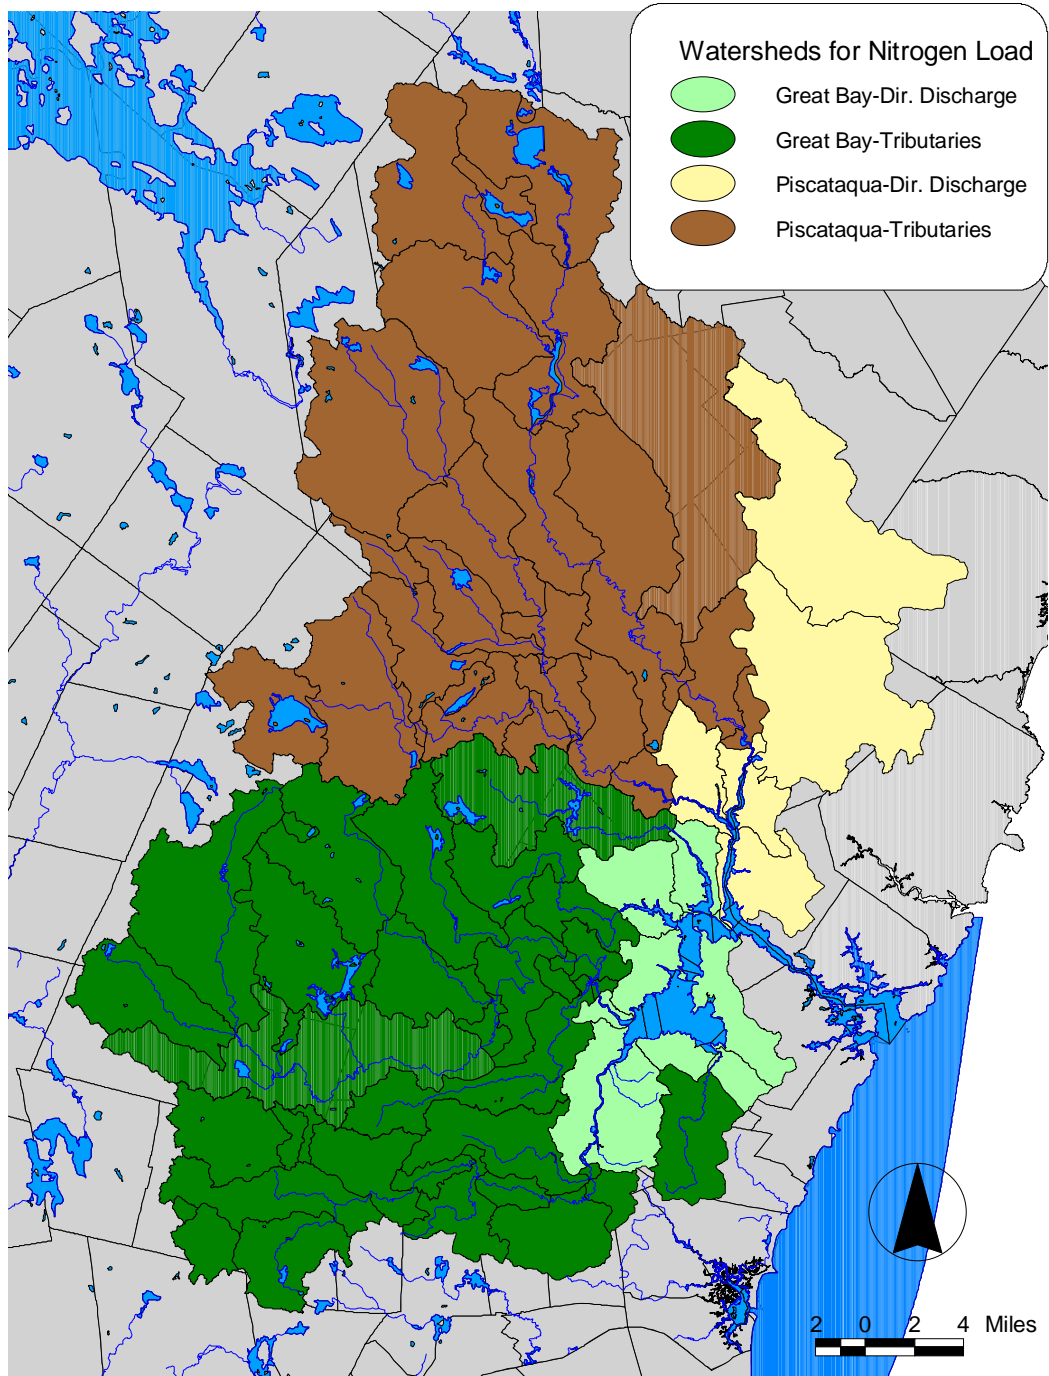 Watersheds for Nitrogen Load
Great Bay-Dir. Discharge
Great Bay-Tributaries
Piscataqua-Dir. Discharge
Piscataqua-Tributaries
2 0 2 4 Miles